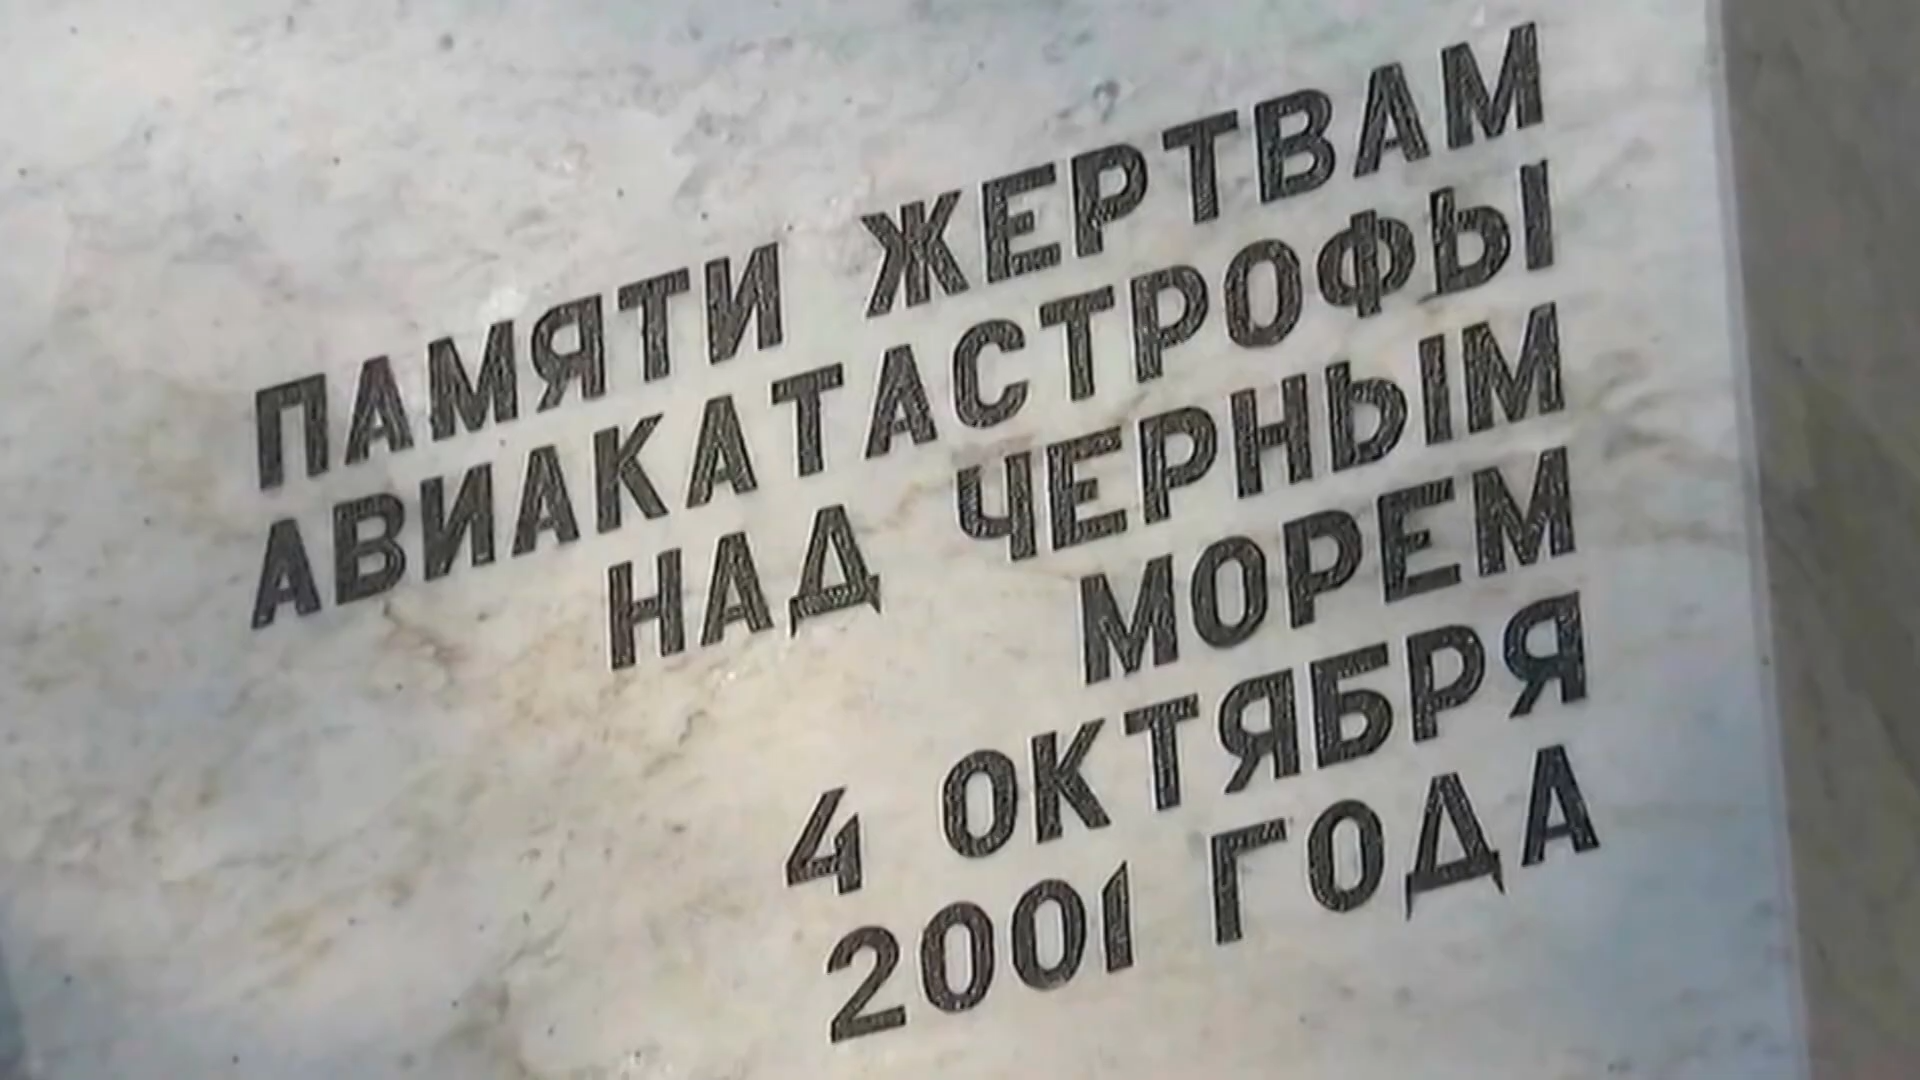 ПАМЯТИ ЖЕРТВАМ
АВИАКАТАСТРОФЫ
НАД ЧЕРНЫМ
МОРЕМ
4 ОКТЯБРЯ
2001 ГОДА